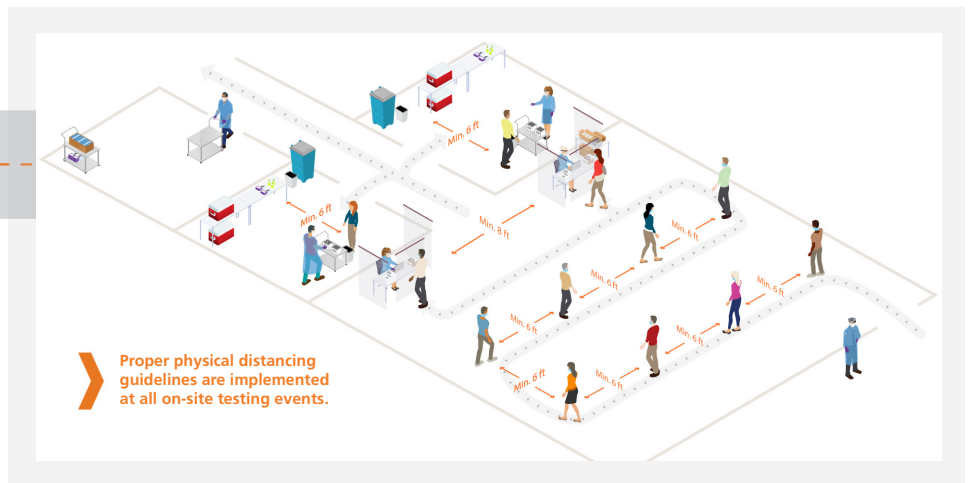 Min. 6 ft
Min. 6 ft
Min. 8 ft
Min. 6 ft
Min. 6 ft
Min. 6 ft
Min. 6 ft
Min. 6 ft
Min. 6 ft
Min. 6 ft
Min. 6 ft
Proper physical distancing
guidelines are implemented
at all on-site testing events.